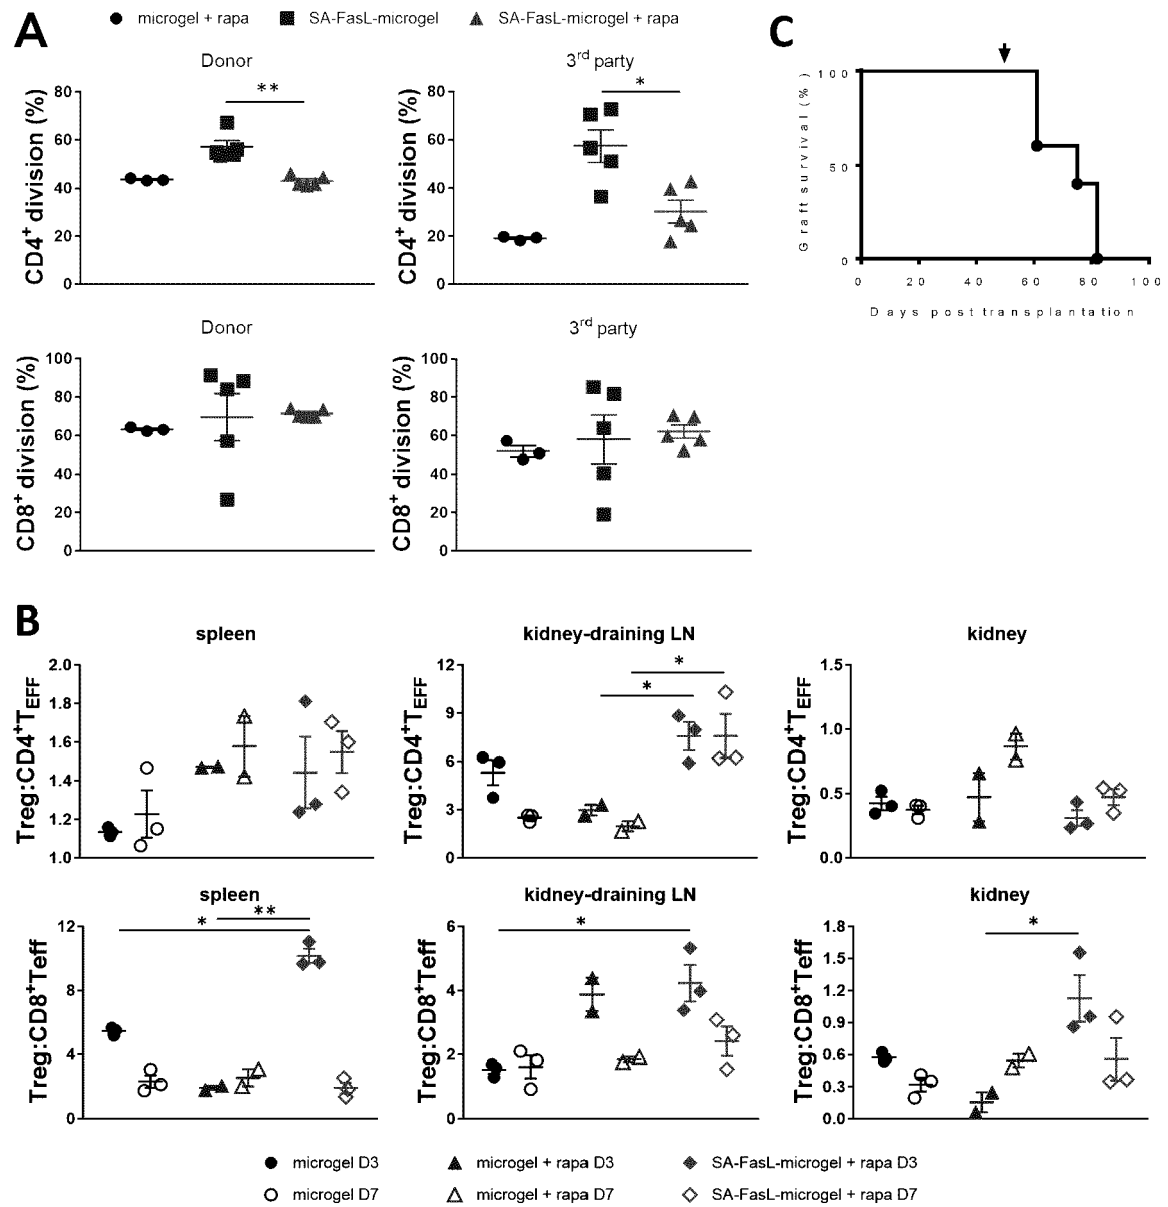 A
microgel + rapa
SA-FasL-microgel
SA-FasL-microgel + rapa
Donor
CD4+ division (%)
80
60
40
20
0
**
3rd party
CD4+ division (%)
80
60
40
20
0
*
Donor
CD8+ division (%)
100
80
60
40
20
0
3rd party
CD8+ division (%)
100
80
60
40
20
0
C
Graft survival (%)
100
50
0
0 20 40 60 80 100
Days post transplantation
B
spleen
Treg:CD4+TEFF
2.0
1.8
1.6
1.4
1.2
1.0
kidney-draining LN
Treg:CD4+TEFF
12
9
6
3
0
*
*
kidney
Treg:CD4+TEFF
1.5
1.0
0.5
0.0
spleen
Treg:CD8+Teff
12
8
4
0
*
**
kidney-draining LN
Treg:CD8+Teff
6
4
2
0
*
kidney
Treg:CD8+Teff
1.8
1.5
1.2
0.9
0.6
0.3
0.0
*
microgel D3
microgel + rapa D3
SA-FasL-microgel + rapa D3
microgel D7
microgel + rapa D7
SA-FasL-microgel + rapa D7